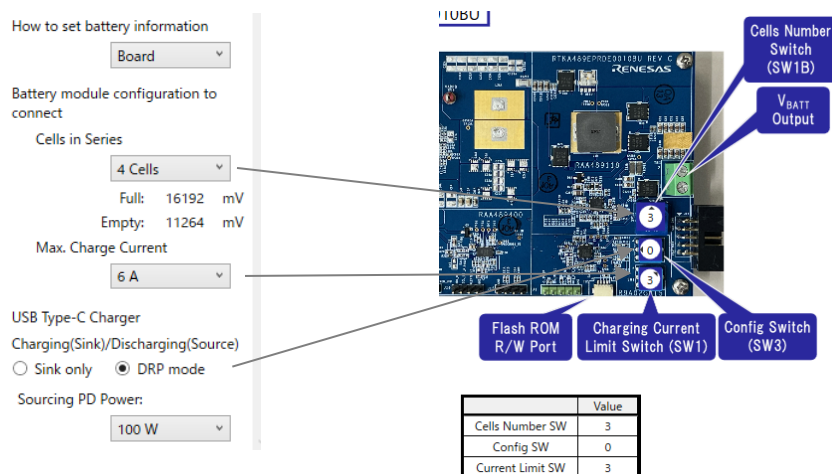 How to set battery information
Board
Battery module configuration to
connect
Cells in Series
4 Cells
Full: 16192 mV
Empty: 11264 mV
Max. Charge Current
6 A
USB Type-C Charger
Charging(Sink)/Discharging(Source)
Sink only DRP mode
Sourcing PD Power:
100 W
RTKA489EPRDE0010BU REV C
RENESAS
RAA489118
RAA489400
3
0
3
Cells Number
Switch
(SW1B)
VBATT
Output
Flash ROM
R/W Port
Charging Current
Limit Switch (SW1)
Config Switch
(SW3)
Value
Cells Number SW 3
Config SW 0
Current Limit SW 3